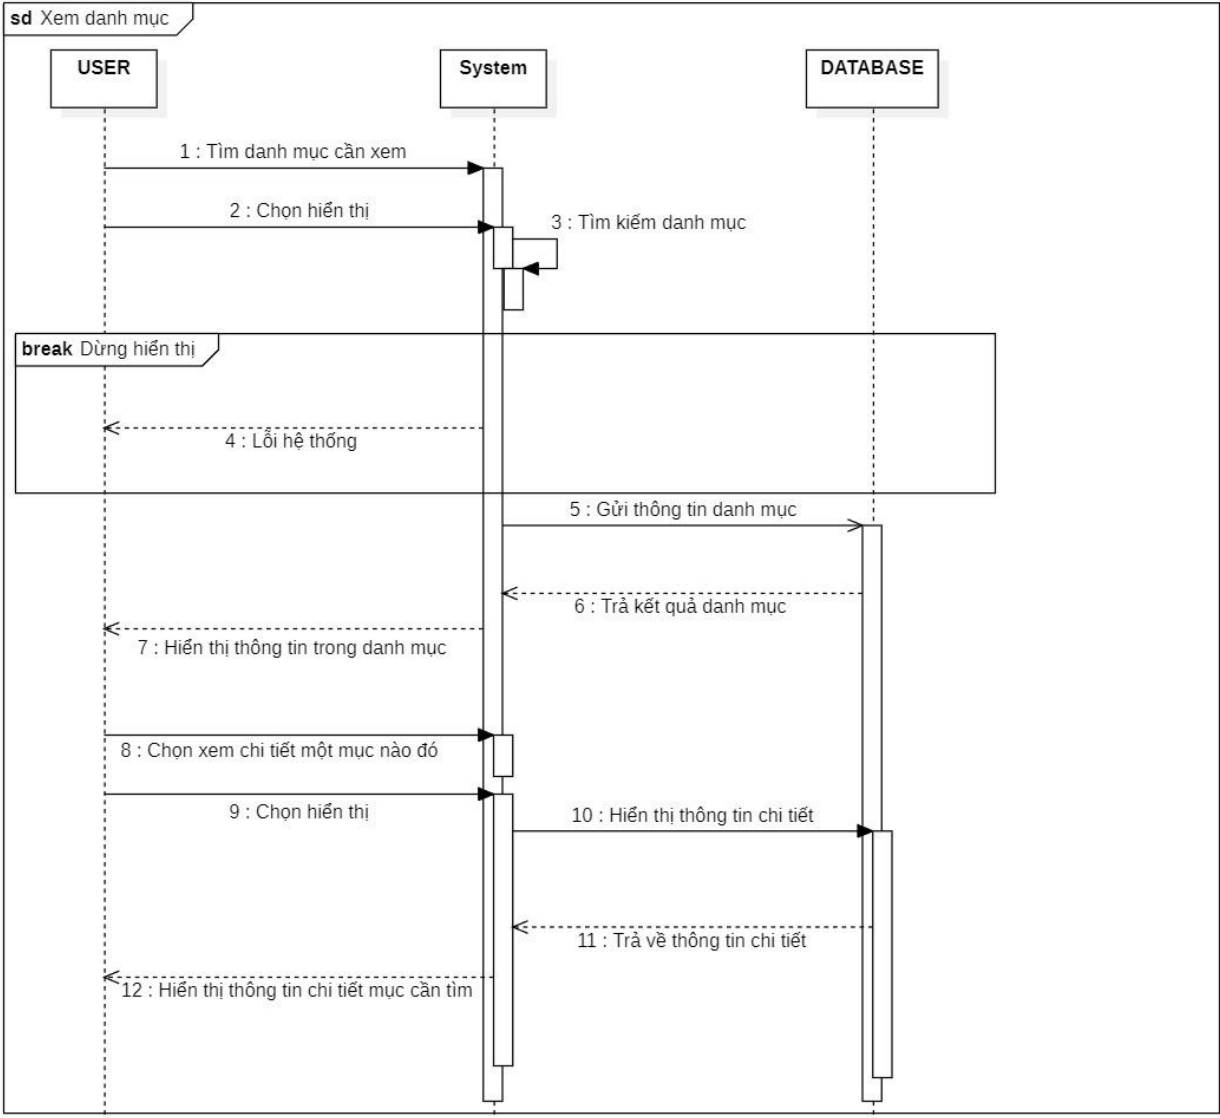 sd Xem danh mục
USER
System
DATABASE
1 : Tìm danh mục cần xem
2 : Chọn hiển thị
3 : Tìm kiếm danh mục
break Dừng hiển thị
4 : Lỗi hệ thống
5 : Gửi thông tin danh mục
6 : Trả kết quả danh mục
7 : Hiển thị thông tin trong danh mục
8 : Chọn xem chi tiết một mục nào đó
9 : Chọn hiển thị
10 : Hiển thị thông tin chi tiết
11 : Trả về thông tin chi tiết
12 : Hiển thị thông tin chi tiết mục cần tìm